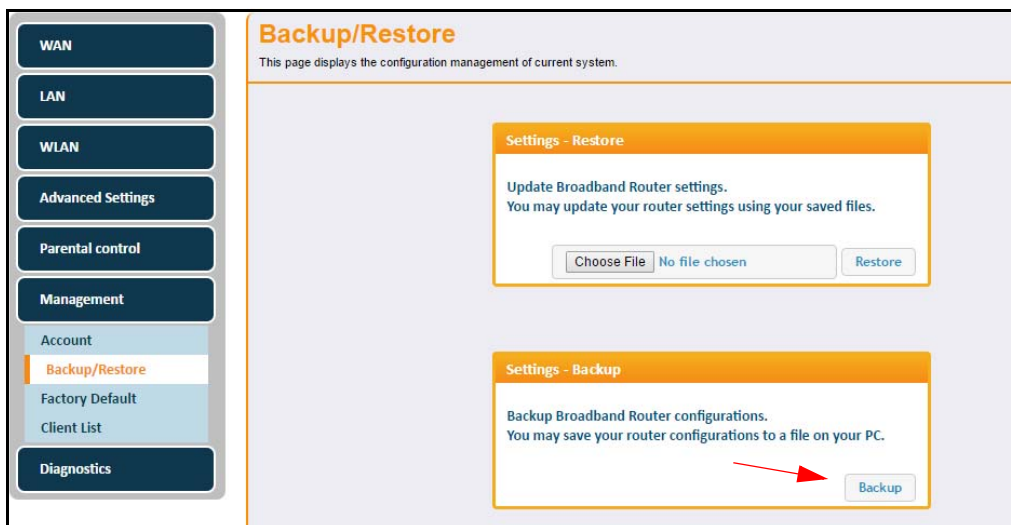 WAN
LAN
WLAN
Advanced Settings
Parental control
Management
Account
Backup/Restore
Factory Default
Client List
Diagnostics
Backup/Restore
This page displays the configuration management of current system.
Settings - Restore
Update Broadband Router settings.
You may update your router settings using your saved files.
Choose File No file chosen Restore
Settings - Backup
Backup Broadband Router configurations.
You may save your router configurations to a file on your PC.
Backup